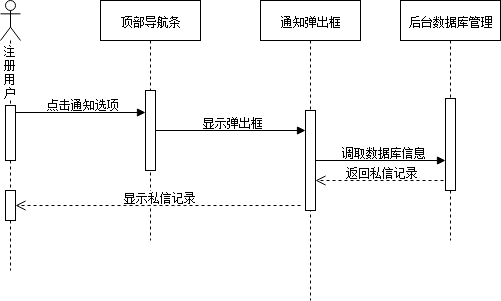 注册用户
顶部导航条
通知弹出框
后台数据库管理
点击通知选项
显示弹出框
调取数据库信息
返回私信记录
显示私信记录